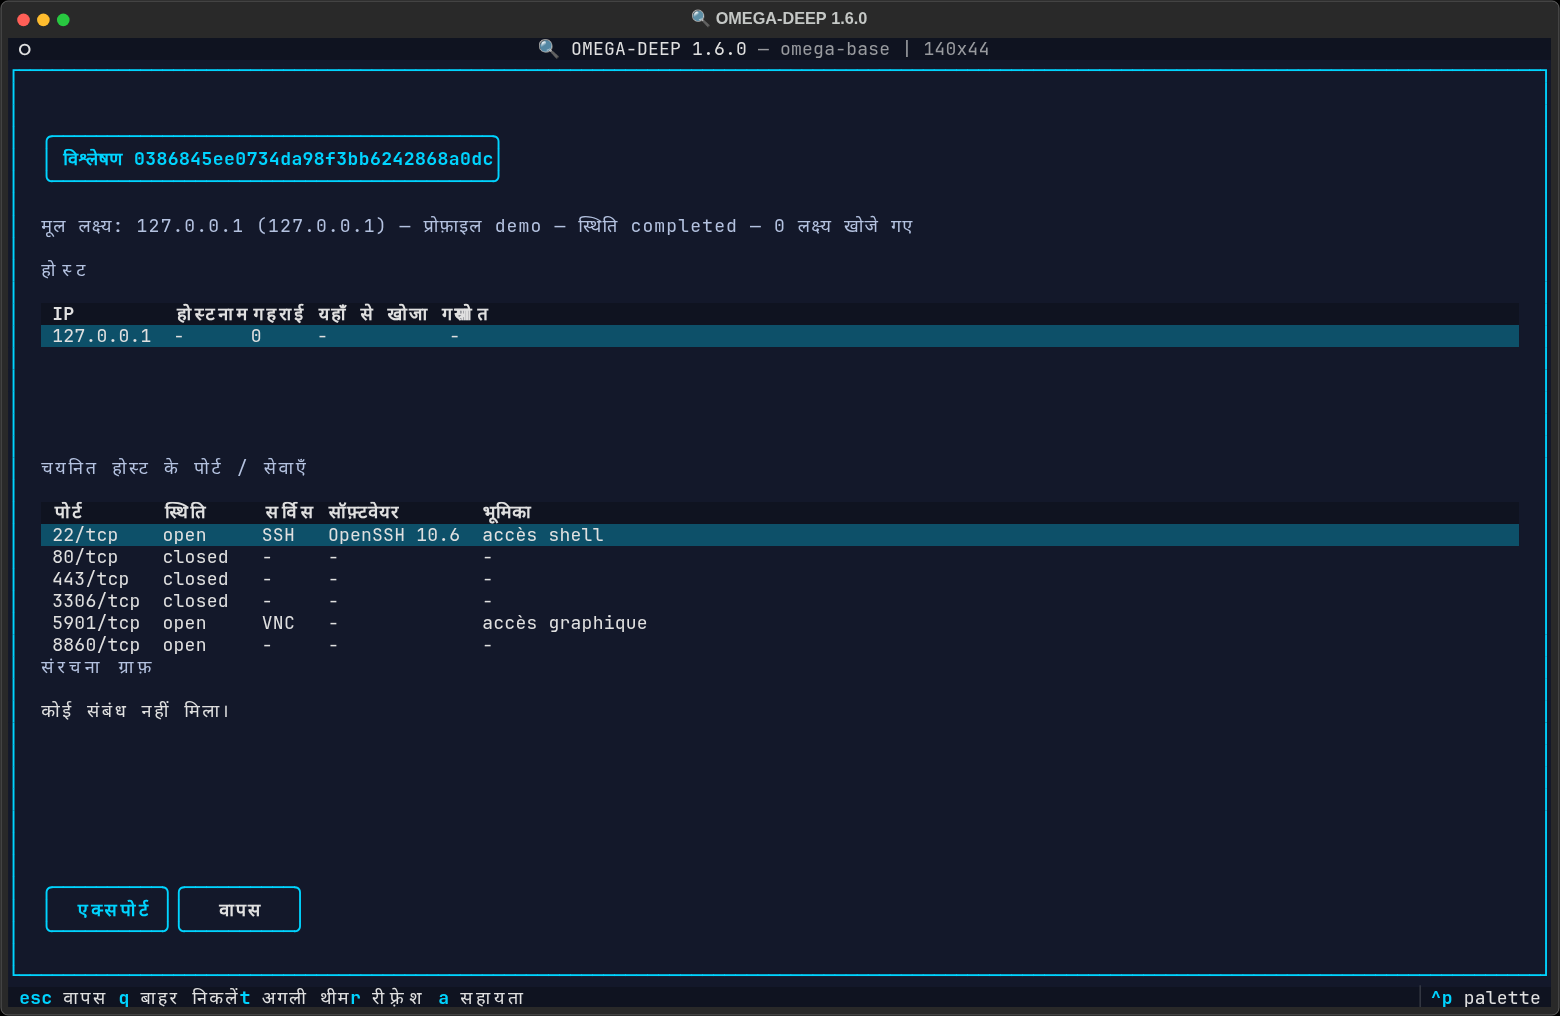 🔍 OMEGA-DEEP 1.6.0
🔍 OMEGA-DEEP 1.6.0 — omega-base | 140x44
विश्लेषण 0386845ee0734da98f3bb6242868a0dc
मूल लक्ष्य: 127.0.0.1 (127.0.0.1) — प्रोफ़ाइल demo — स्थिति completed — 0 लक्ष्य खोजे गए
होस्ट
IP होस्टनाम गहराई यहाँ से खोजा
127.0.0.1 - 0 - -
चयनित होस्ट के पोर्ट / सेवाएँ
पोर्ट स्थिति सर्विस सॉफ़्टवेयर भूमिका
22/tcp open SSH OpenSSH 10.6 accès shell
80/tcp closed - - -
443/tcp closed - - -
3306/tcp closed - - -
5901/tcp open VNC - accès graphique
8860/tcp open - - -
संरचना ग्राफ़
कोई संबंध नहीं मिला।
एक्सपोर्ट वापस
esc वापस q बाहर निकलें t अगली थीम r रीफ़्रेश a सहायता ^p palette